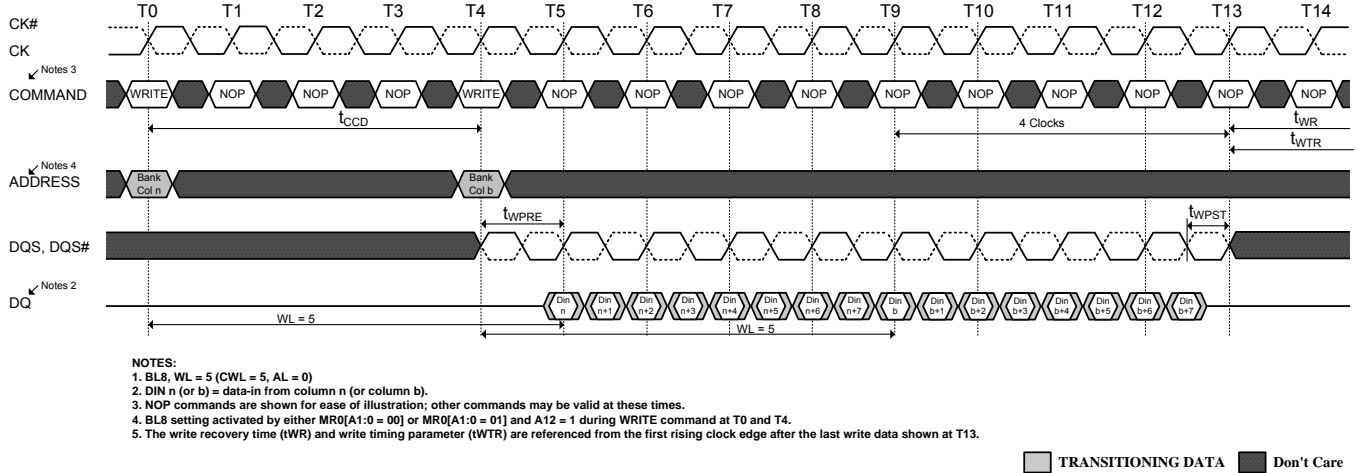 T0 T1 T2 T3 T4 T5 T6 T7 T8 T9 T10 T11 T12 T13 T14
CK#
CK
Notes 3
COMMAND
WRITE NOP NOP NOP WRITE NOP NOP NOP NOP NOP NOP NOP NOP NOP NOP
tCCD
4 Clocks
tWR
tWTR
Notes 4
ADDRESS
Bank
Col n
Bank
Col b
tWPRE
tWPST
DQS, DQS#
Notes 2
DQ
Din n Din n+1 Din n+2 Din n+3 Din n+4 Din n+5 Din n+6 Din n+7 Din b Din b+1 Din b+2 Din b+3 Din b+4 Din b+5 Din b+6 Din b+7
WL = 5
WL = 5
NOTES:
1. BL8, WL = 5 (CWL = 5, AL = 0)
2. DIN n (or b) = data-in from column n (or column b).
3. NOP commands are shown for ease of illustration; other commands may be valid at these times.
4. BL8 setting activated by either MR0[A1:0 = 00] or MR0[A1:0 = 01] and A12 = 1 during WRITE command at T0 and T4.
5. The write recovery time (tWR) and write timing parameter (tWTR) are referenced from the first rising clock edge after the last write data shown at T13.
TRANSITIONING DATA
Don't Care